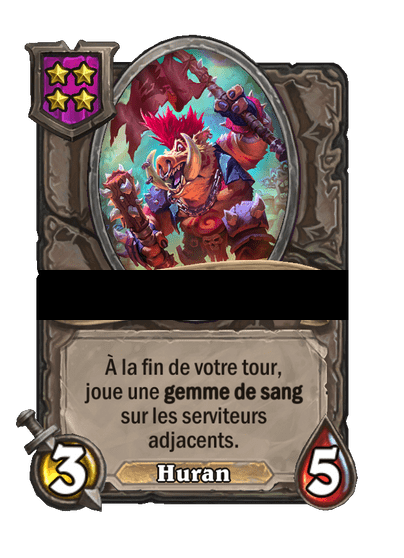 À la fin de votre tour,
joue une gemme de sang
sur les serviteurs
adjacents.
3
Huran
5